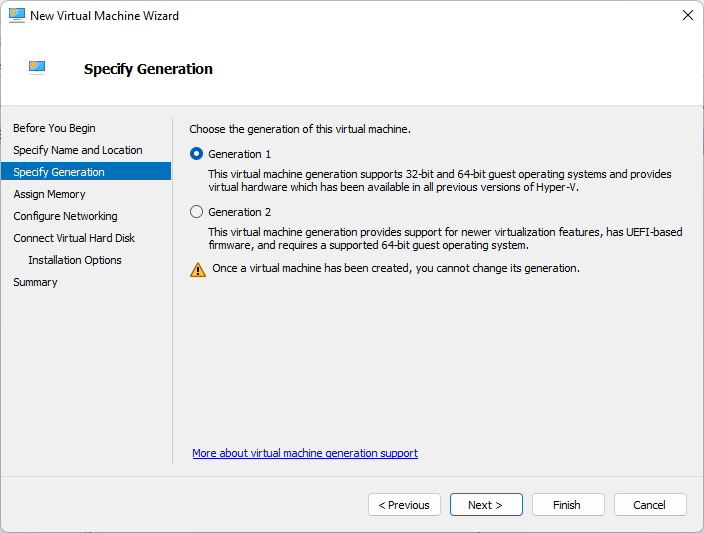 New Virtual Machine Wizard
Specify Generation
Before You Begin
Specify Name and Location
Specify Generation
Assign Memory
Configure Networking
Connect Virtual Hard Disk
Installation Options
Summary
Choose the generation of this virtual machine.
Generation 1
This virtual machine generation supports 32-bit and 64-bit guest operating systems and provides
virtual hardware which has been available in all previous versions of Hyper-V.
Generation 2
This virtual machine generation provides support for newer virtualization features, has UEFI-based
firmware, and requires a supported 64-bit guest operating system.
Once a virtual machine has been created, you cannot change its generation.
More about virtual machine generation support
< Previous
Next >
Finish
Cancel